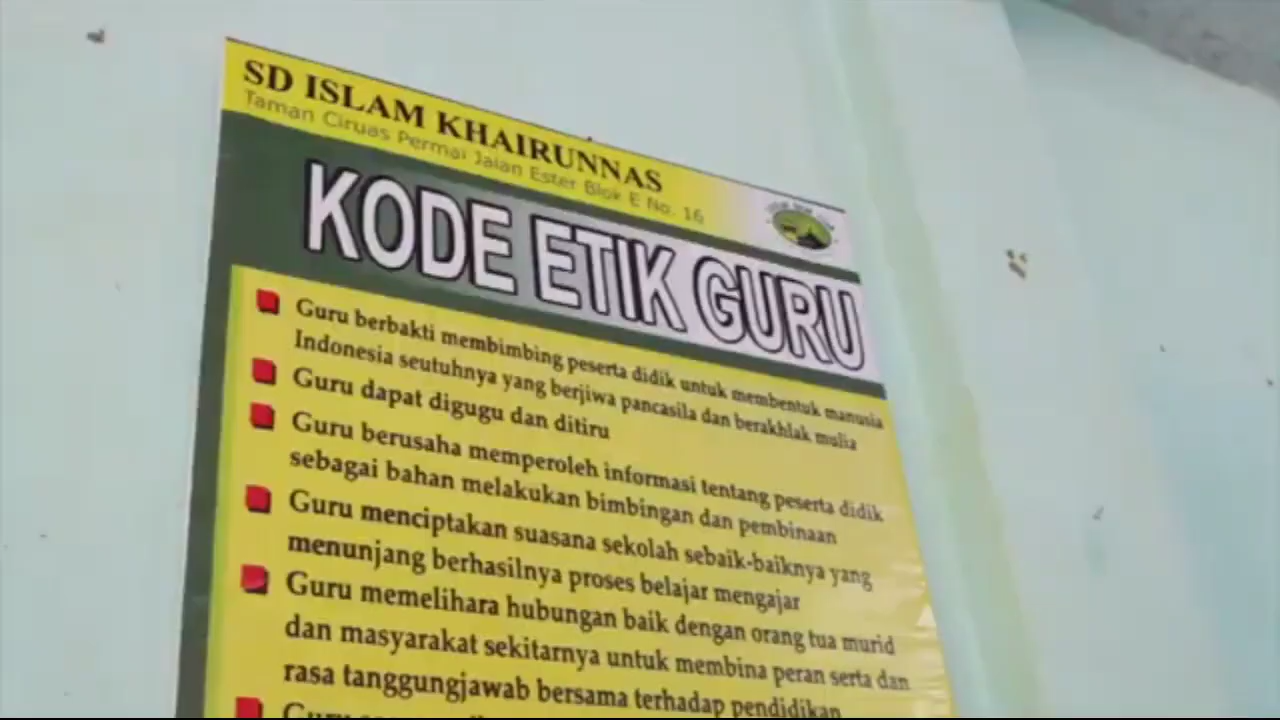 SD ISLAM KHAIRUNNAS
Taman Ciruas Permai Jalan Ester Blok E No. 16
KODE ETIK GURU
Guru berbakti membimbing peserta didik untuk membentuk manusia
Indonesia seutuhnya yang berjiwa pancasila dan berakhlak mulia
Guru dapat digugu dan ditiru
Guru berusaha memperoleh informasi tentang peserta didik
sebagai bahan melakukan bimbingan dan pembinaan
Guru menciptakan suasana sekolah sebaik-baiknya yang
menunjang berhasilnya proses belajar mengajar
Guru memelihara hubungan baik dengan orang tua murid
dan masyarakat sekitarnya untuk membina peran serta dan
rasa tanggungjawab bersama terhadap pendidikan
Guru